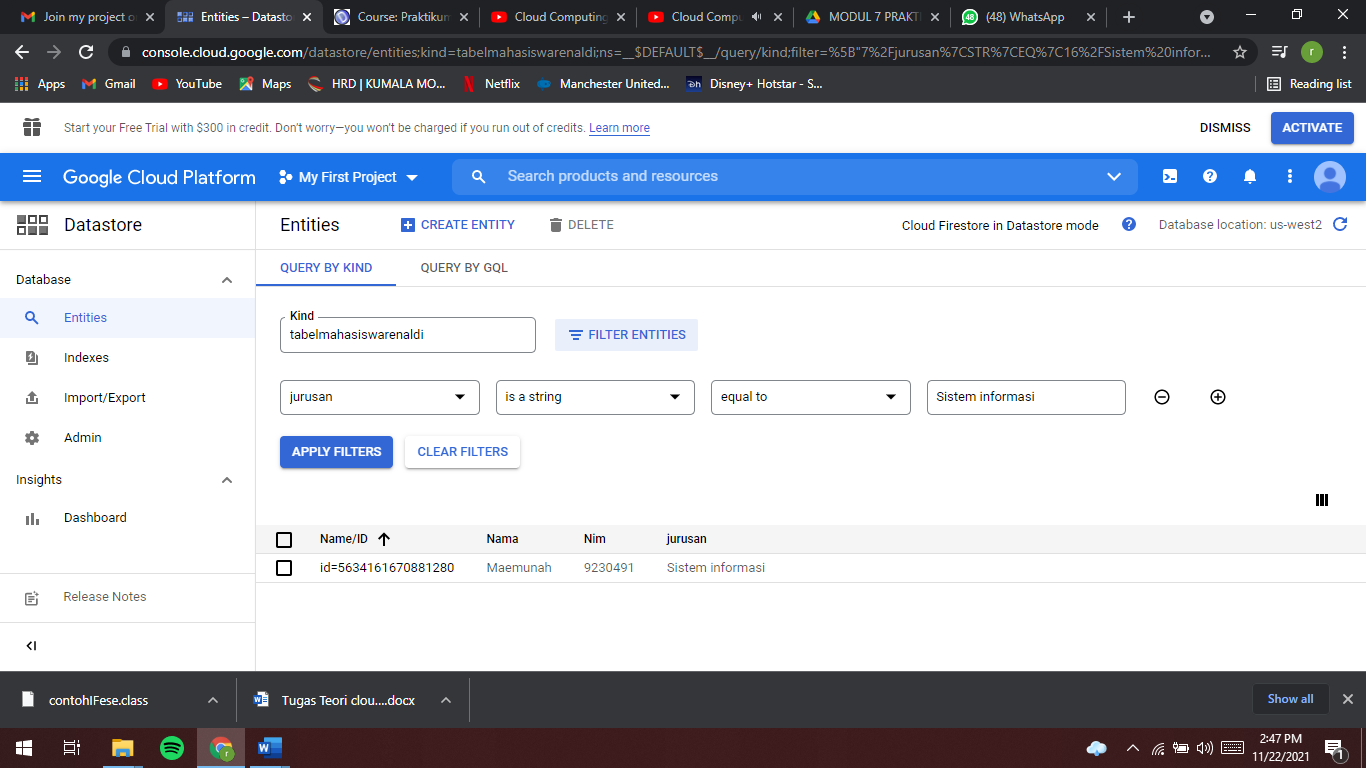 Join my project o
Entities – Datasto
Course: Praktikum
Cloud Computing
Cloud Compu
MODUL 7 PRAKT
(48) WhatsApp
console.cloud.google.com/datastore/entities;kind=tabelmahasiswarenaldi;ns=__$DEFAULT$__/query/kind;filter=%5B"7%2Fjurusan%7CSTR%7CEQ%7C16%2FSistem%20infor...
r
Apps
Gmail
YouTube
Maps
HRD | KUMALA MO...
Netflix
Manchester United...
Disney+ Hotstar - S...
Reading list
Start your Free Trial with $300 in credit. Don't worry—you won't be charged if you run out of credits. Learn more
DISMISS
ACTIVATE
Google Cloud Platform
My First Project
Search products and resources
Datastore
Entities
CREATE ENTITY
DELETE
Cloud Firestore in Datastore mode
Database location: us-west2
Database
Entities
Indexes
Import/Export
Admin
Insights
Dashboard
Release Notes
QUERY BY KIND
QUERY BY GQL
Kind
tabelmahasiswarenaldi
FILTER ENTITIES
jurusan
is a string
equal to
Sistem informasi
APPLY FILTERS
CLEAR FILTERS
Name/ID Nama Nim jurusan
id=5634161670881280 Maemunah 9230491 Sistem informasi
contohIFese.class
Tugas Teori clou....docx
Show all
2:47 PM
11/22/2021
1